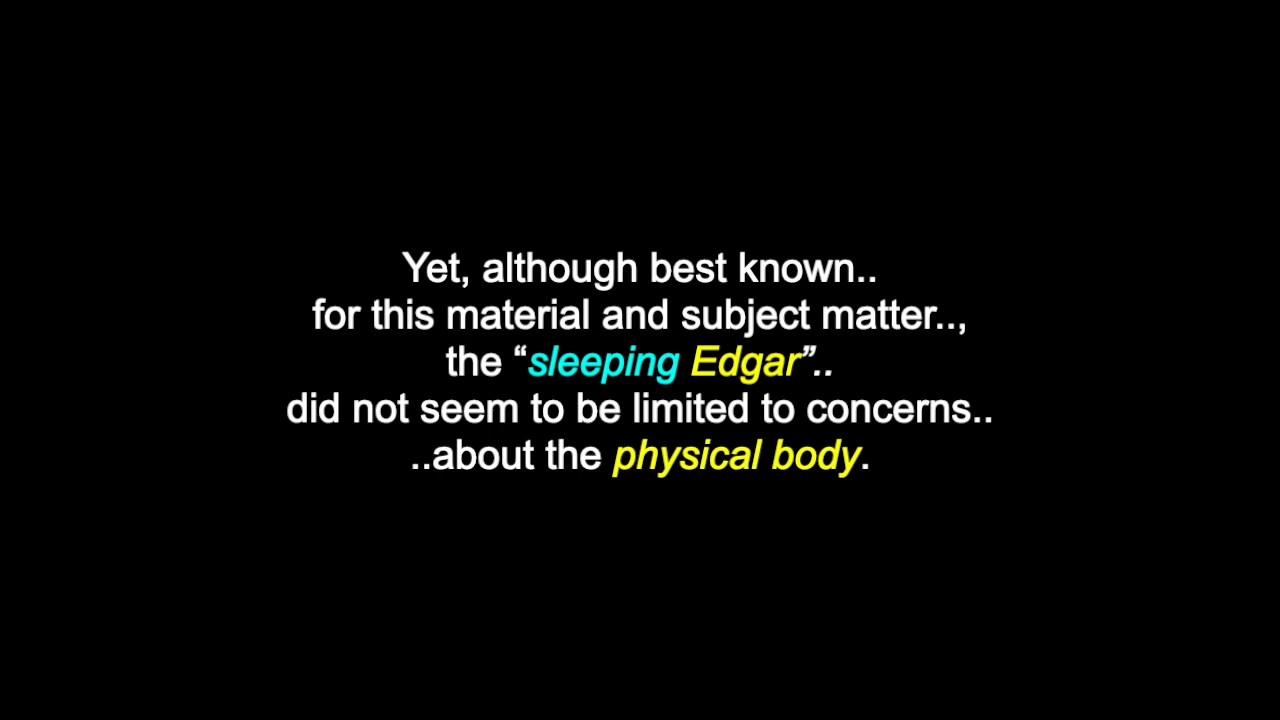 Yet, although best known..
for this material and subject matter..,
the “sleeping Edgar”..
did not seem to be limited to concerns..
..about the physical body.